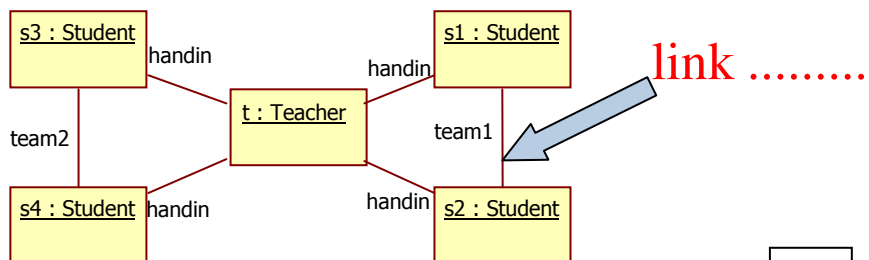 s3 : Student
s1 : Student
handin
handin
link .........
t : Teacher
team2
team1
s4 : Student
handin
handin
s2 : Student